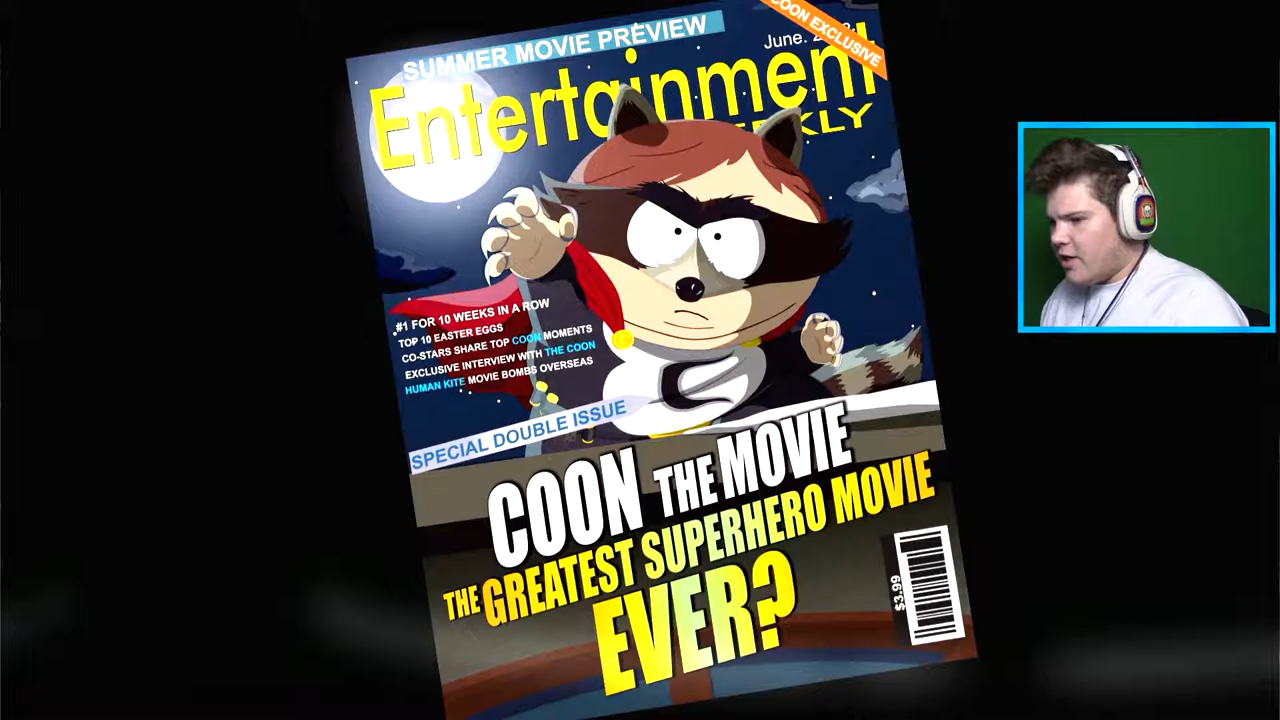 SUMMER MOVIE PREVIEW
COON EXCLUSIVE
June.
Entertainment
WEEKLY
#1 FOR 10 WEEKS IN A ROW
TOP 10 EASTER EGGS
CO-STARS SHARE TOP COON MOMENTS
EXCLUSIVE INTERVIEW WITH THE COON
HUMAN KITE MOVIE BOMBS OVERSEAS
SPECIAL DOUBLE ISSUE
COON THE MOVIE
THE GREATEST SUPERHERO MOVIE
EVER?
$3.99